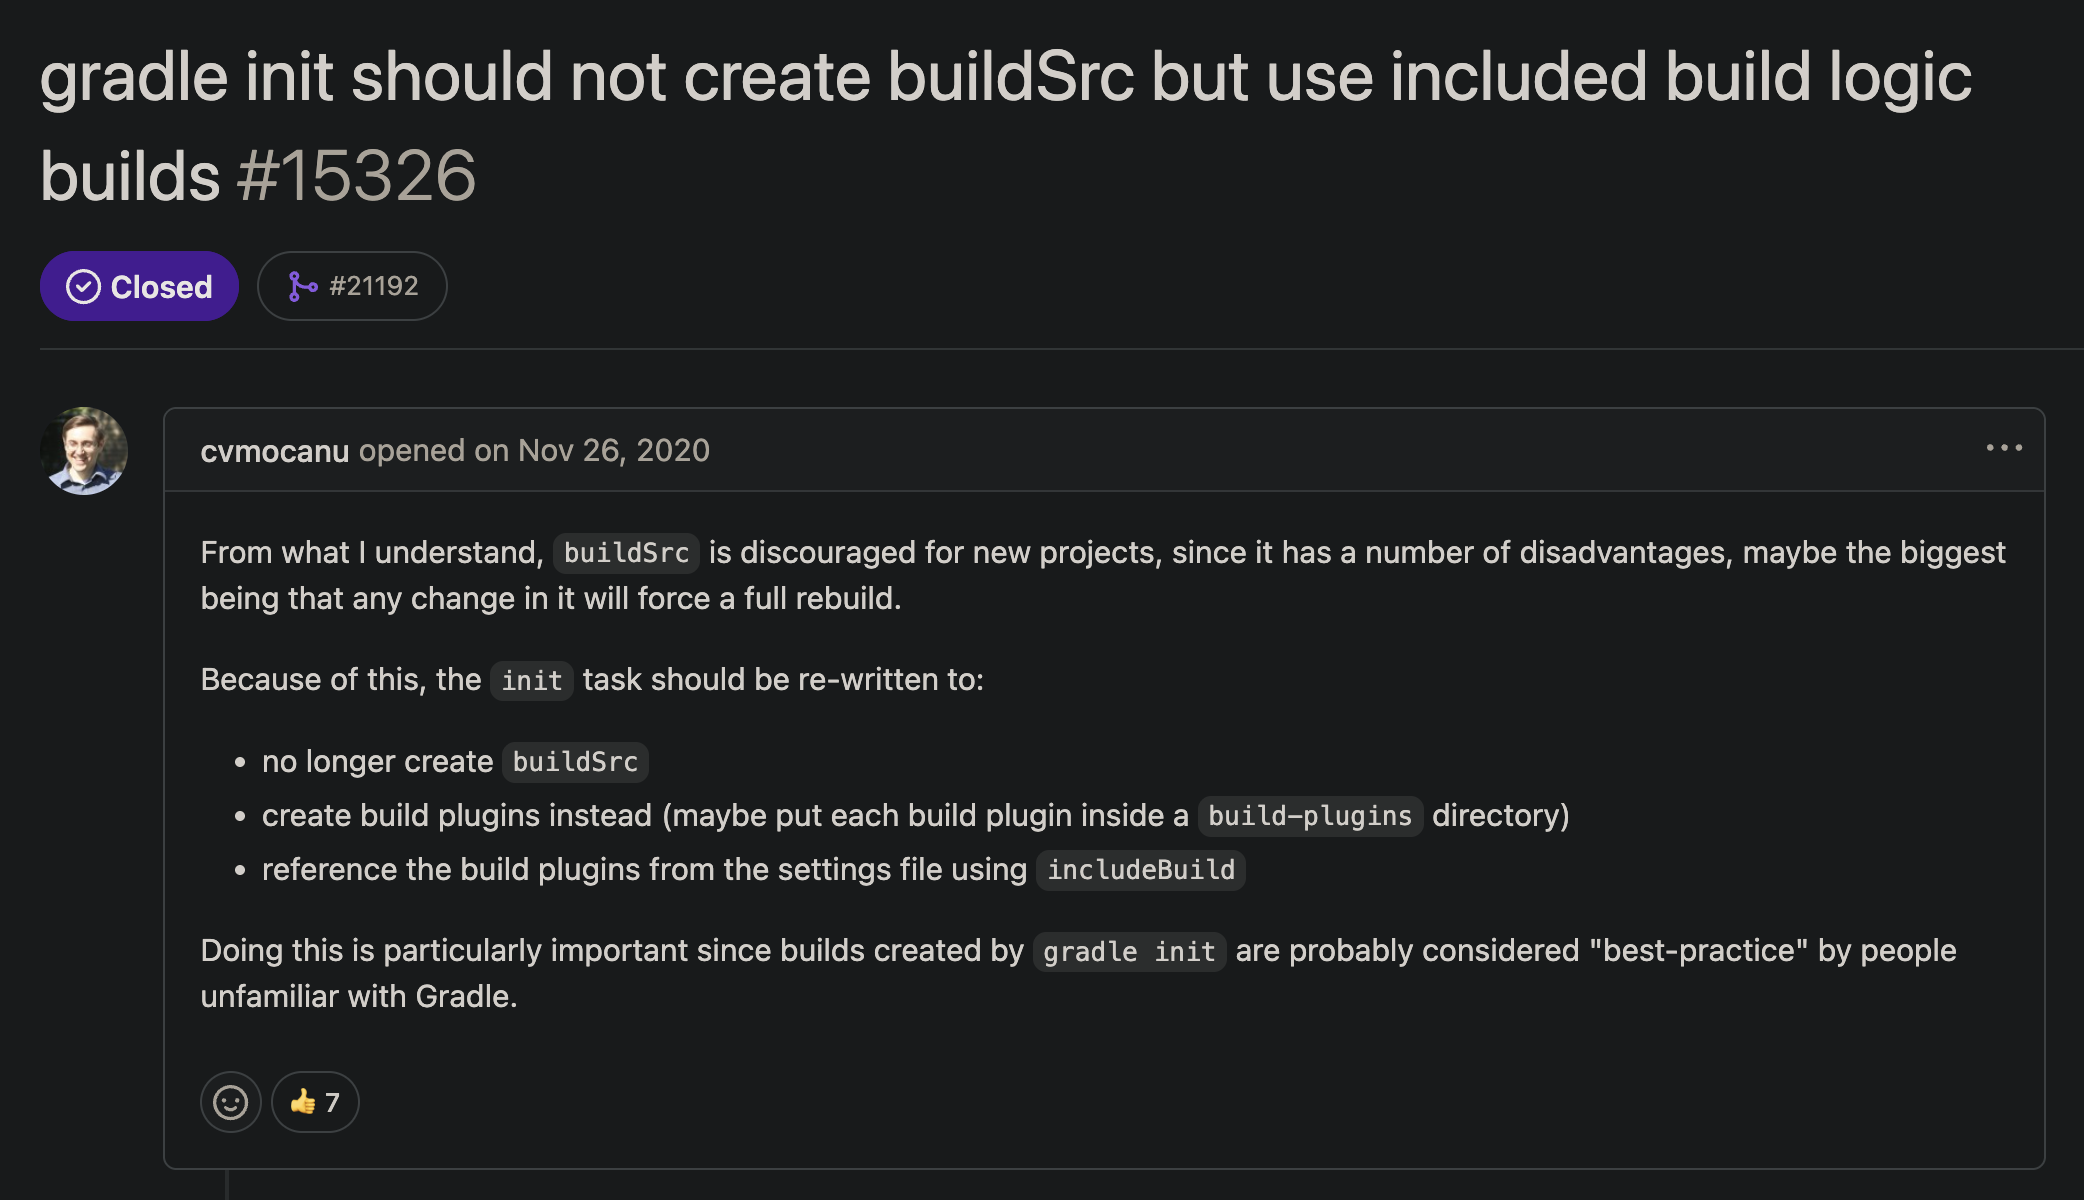 gradle init should not create buildSrc but use included build logic
builds #15326
Closed
#21192
cvmocanu opened on Nov 26, 2020
From what I understand, buildSrc is discouraged for new projects, since it has a number of disadvantages, maybe the biggest
being that any change in it will force a full rebuild.
Because of this, the init task should be re-written to:
• no longer create buildSrc
• create build plugins instead (maybe put each build plugin inside a build-plugins directory)
• reference the build plugins from the settings file using includeBuild
Doing this is particularly important since builds created by gradle init are probably considered "best-practice" by people
unfamiliar with Gradle.
👍 7